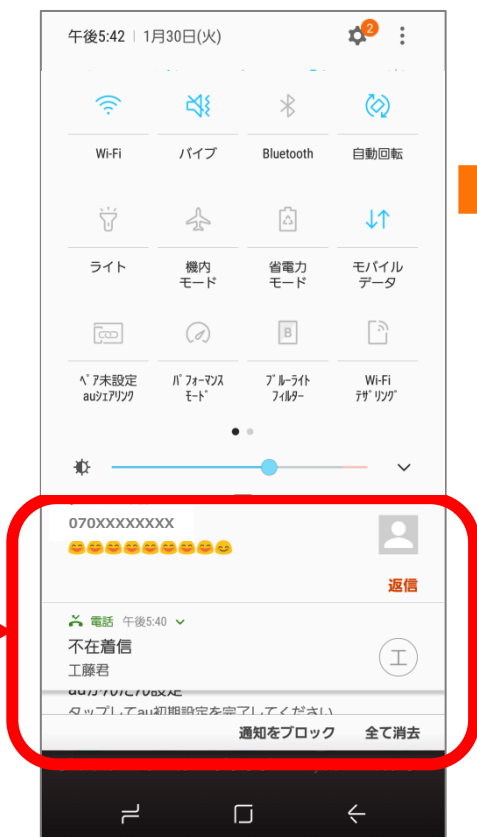 午後5:42 | 1月30日(火)
2
Wi-Fi
バイブ
Bluetooth
自動回転
ライト
機内
モード
省電力
モード
モバイル
データ
ペア未設定
auシェアリンク
パフォーマンス
モード
B
ブルーライト
フィルター
Wi-Fi
テザリング
070XXXXXXXX
😊😊😊😊😊😊😊😊😊
返信
電話 午後5:40
不在着信
工藤君
工
タップしてau初期設定を完了してください
通知をブロック 全て消去